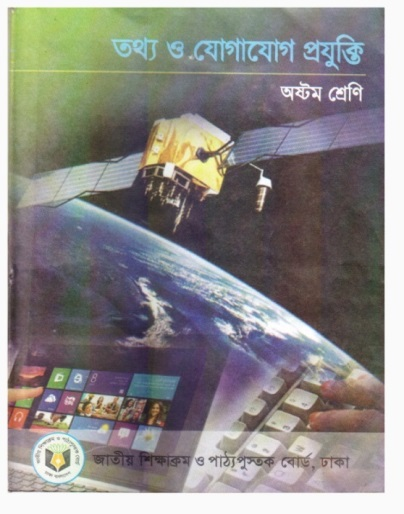 তথ্য ও যোগাযোগ প্রযুক্তি
অষ্টম শ্রেণি
জাতীয় শিক্ষাক্রম ও পাঠ্যপুস্তক বোর্ড, ঢাকা